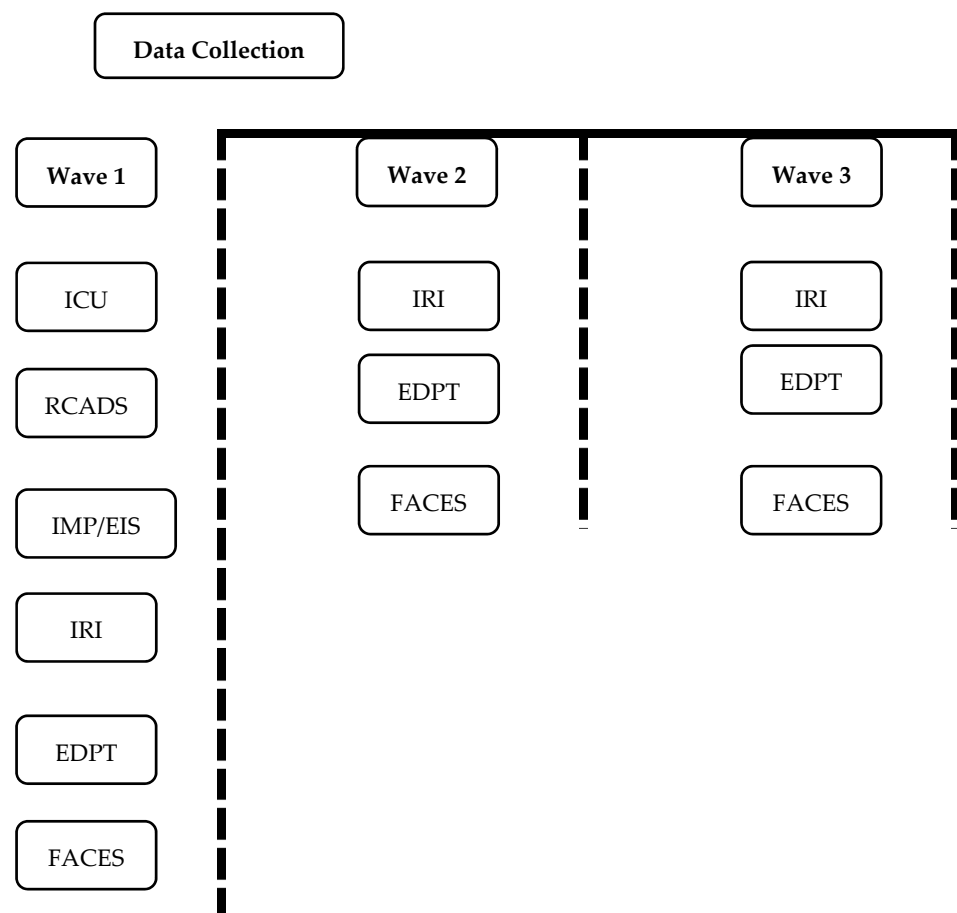 Data Collection
Wave 1
ICU
RCADS
IMP/EIS
IRI
EDPT
FACES
Wave 2
IRI
EDPT
FACES
Wave 3
IRI
EDPT
FACES